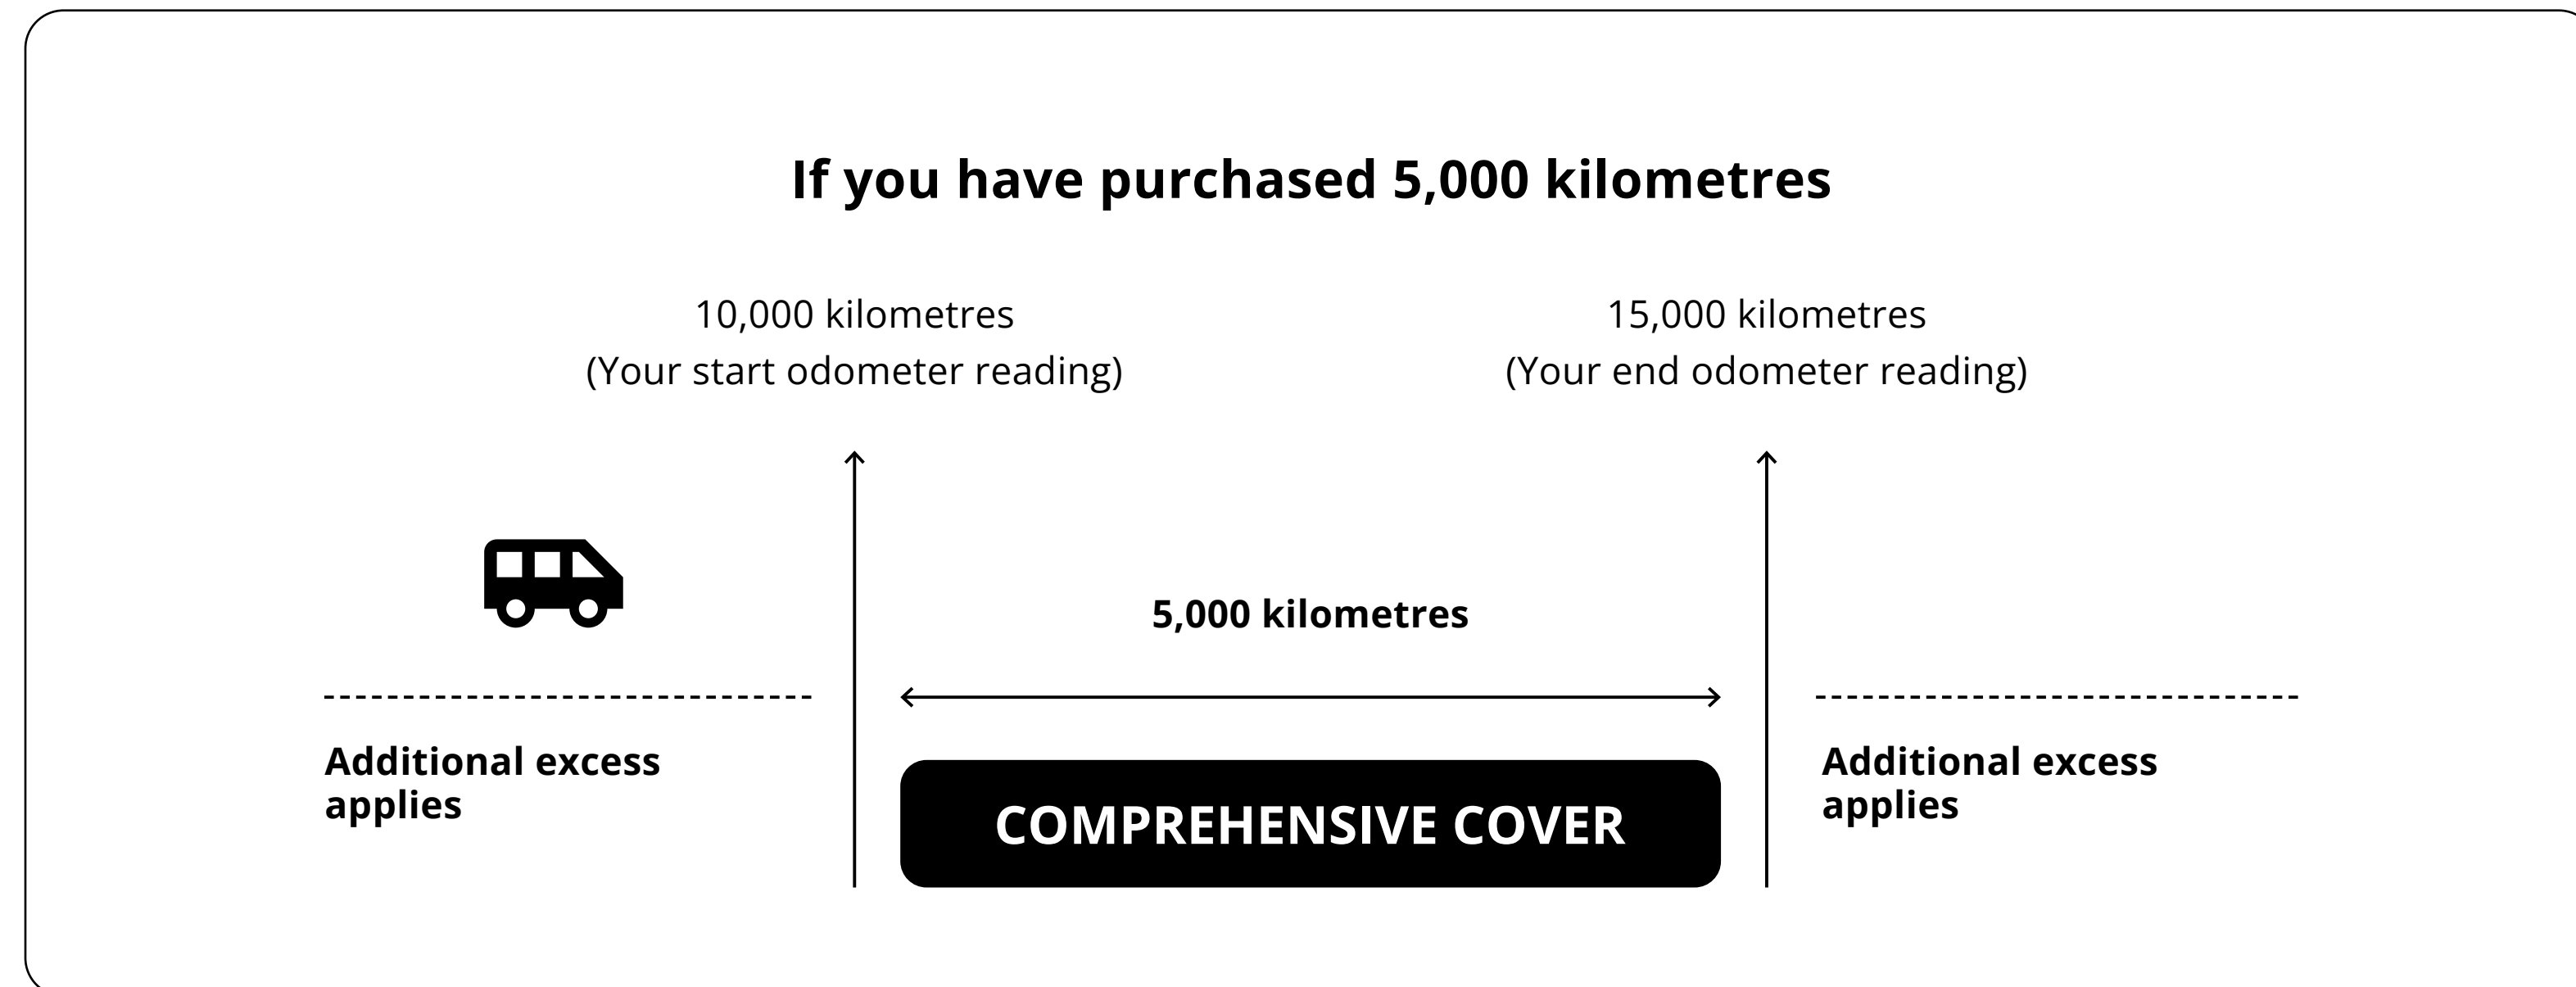 If you have purchased 5,000 kilometres
10,000 kilometres
(Your start odometer reading)
15,000 kilometres
(Your end odometer reading)
5,000 kilometres
Additional excess
applies
COMPREHENSIVE COVER
Additional excess
applies